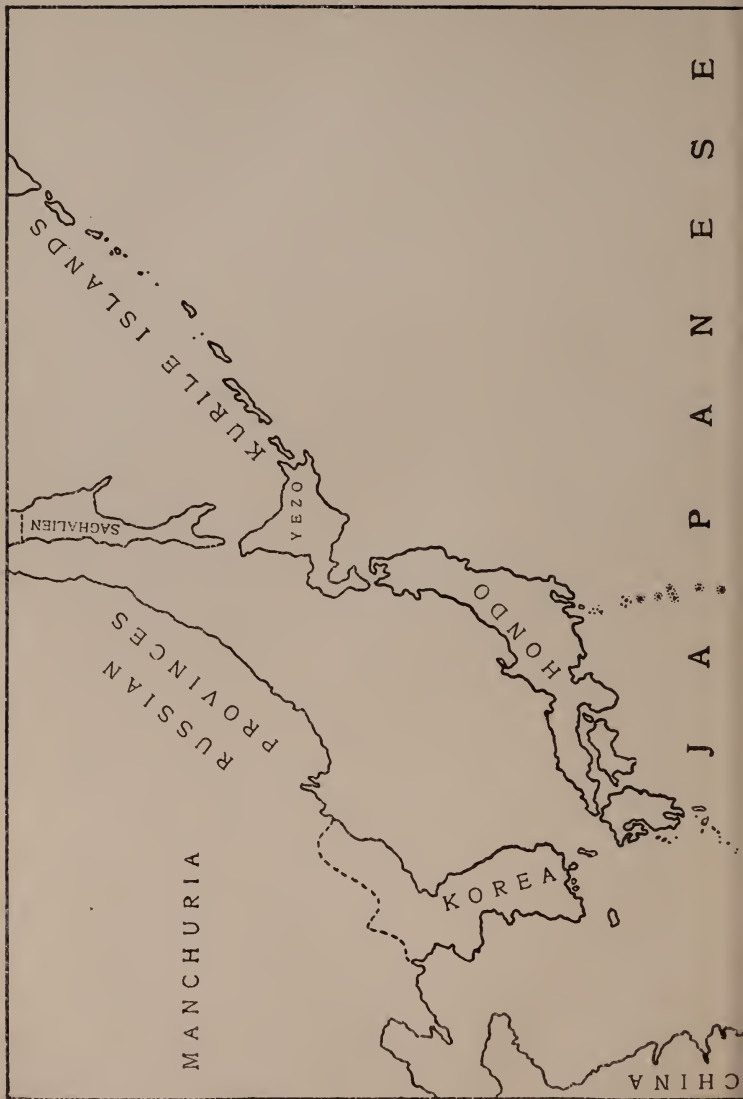 KURILE ISLANDS
SAGHALIEN
YEZO
RUSSIAN
PROVINCES
HONDO
MANCHURIA
KOREA
JAPANESE
CHINA